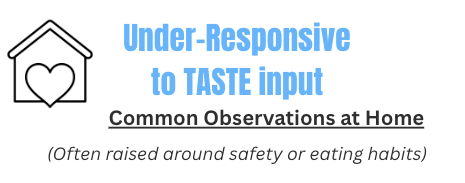 Under-Responsive
to TASTE input
Common Observations at Home
(Often raised around safety or eating habits)